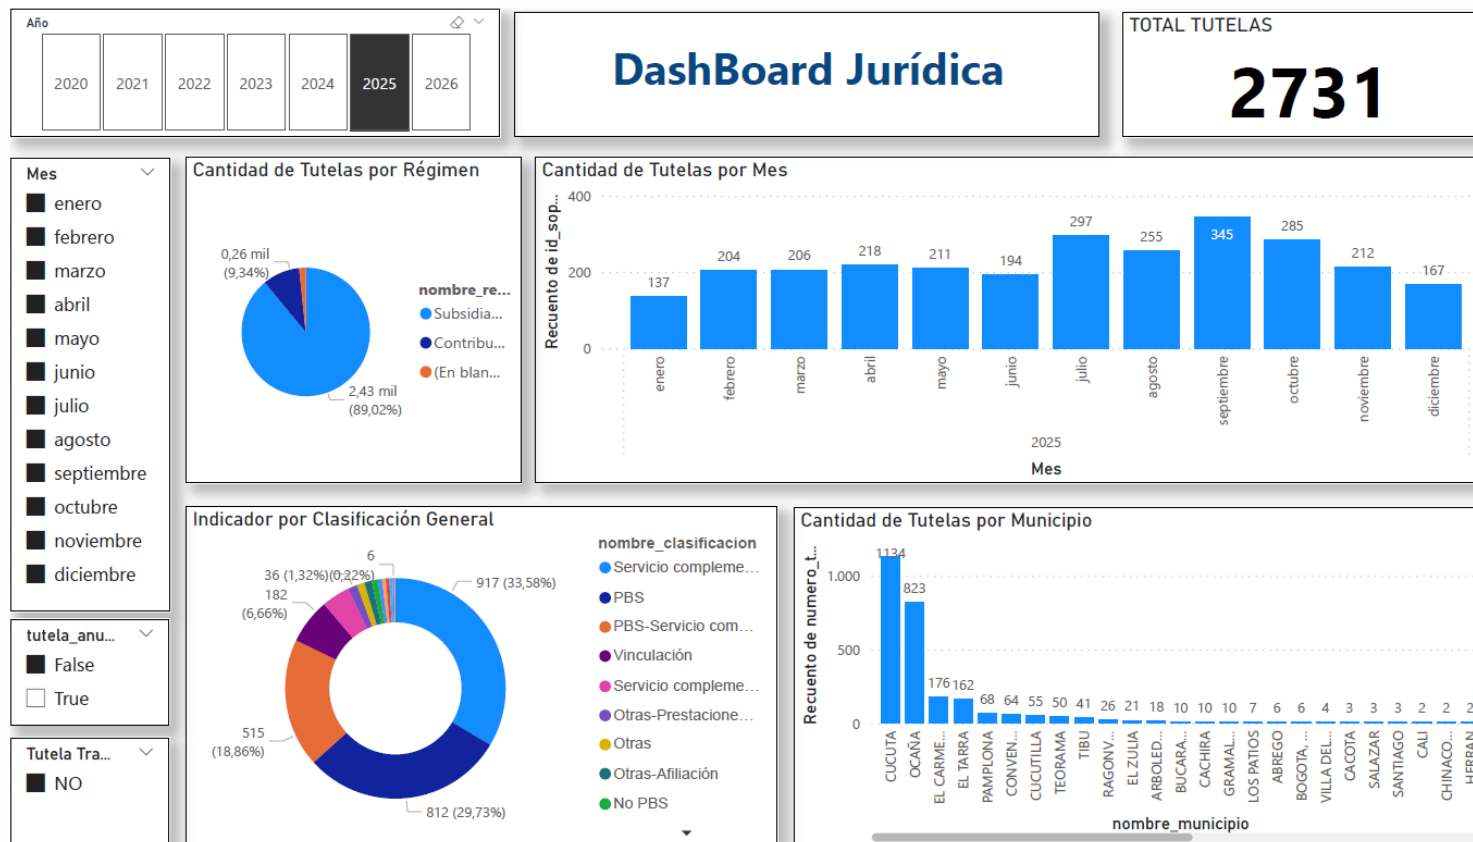 Año
2020
2021
2022
2023
2024
2025
2026
DashBoard Jurídica
TOTAL TUTELAS
2731
Mes
enero
febrero
marzo
abril
mayo
junio
julio
agosto
septiembre
octubre
noviembre
diciembre
tutela_anu...
False
True
Tutela Tra...
NO
Cantidad de Tutelas por Régimen
0,26 mil
(9,34%)
2,43 mil
(89,02%)
nombre_re...
Subsidia...
Contribu...
(En blan...
Cantidad de Tutelas por Mes
Recuento de id_sop...
400
200
0
137
204
206
218
211
194
297
255
345
285
212
167
enero
febrero
marzo
abril
mayo
junio
julio
agosto
septiembre
octubre
noviembre
diciembre
2025
Mes
Indicador por Clasificación General
6
36 (1,32%)
(0,22%)
182
(6,66%)
515
(18,86%)
917 (33,58%)
812 (29,73%)
nombre_clasificacion
Servicio compleme...
PBS
PBS-Servicio com...
Vinculación
Servicio compleme...
Otras-Prestacione...
Otras
Otras-Afiliación
No PBS
Cantidad de Tutelas por Municipio
Recuento de numero_t...
1.000
500
0
1134
823
176
162
68
64
55
50
41
26
21
18
10
10
10
7
6
6
4
3
3
3
2
2
2
CUCUTA
OCAÑA
EL CARME...
EL TARRA
PAMPLONA
CONVEN...
CUCUTILLA
TEORAMA
TIBU
RAGONV...
EL ZULIA
ARBOLED...
BUCARA...
CACHIRA
GRAMAL...
LOS PATIOS
ABREGO
BOGOTA, ...
VILLA DEL...
CACOTA
SALAZAR
SANTIAGO
CALI
CHINACO...
HERRAN
nombre_municipio